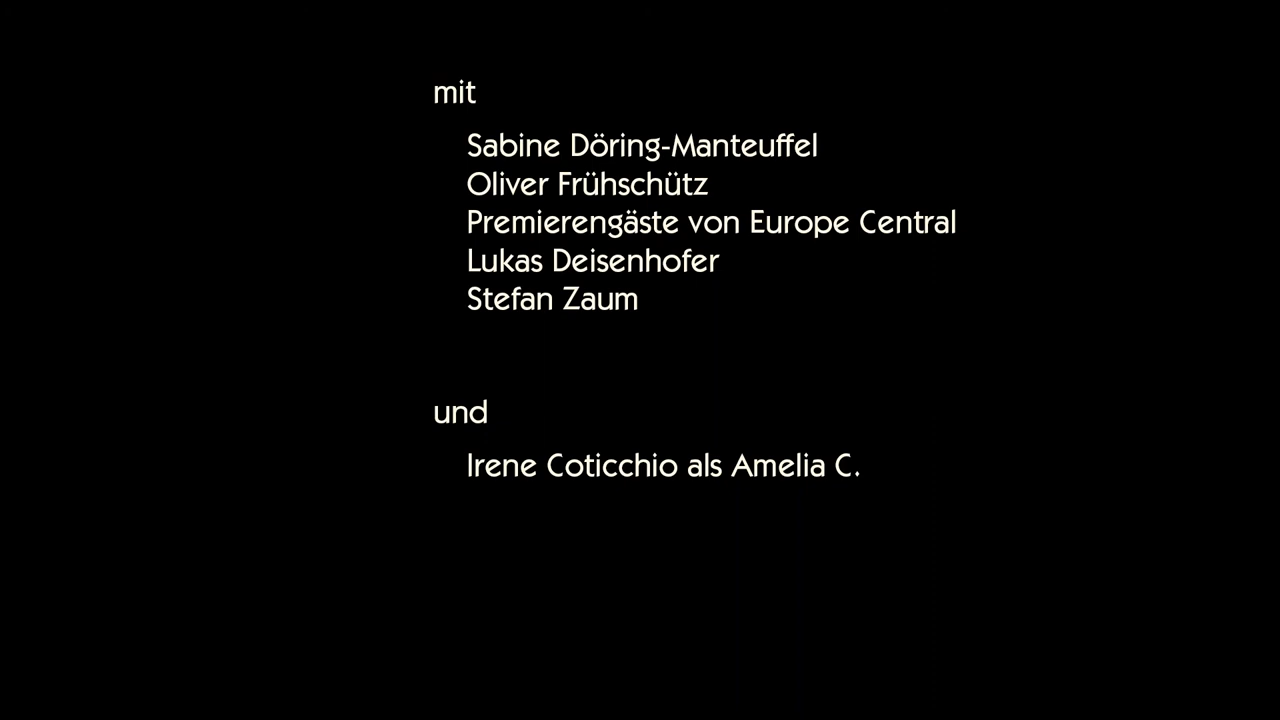 mit
Sabine Döring-Manteuffel
Oliver Frühschütz
Premierengäste von Europe Central
Lukas Deisenhofer
Stefan Zaum
und
Irene Coticchio als Amelia C.